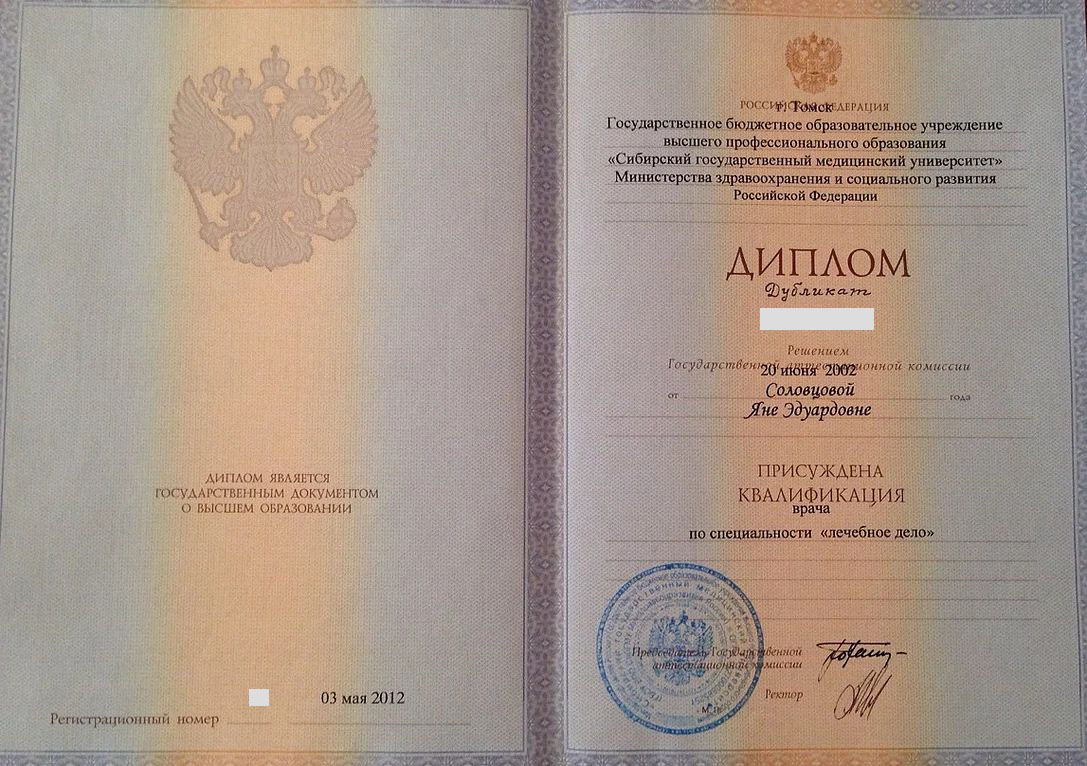 ДИПЛОМ ЯВЛЯЕТСЯ
ГОСУДАРСТВЕННЫМ ДОКУМЕНТОМ
О ВЫСШЕМ ОБРАЗОВАНИИ
03 мая 2012
Регистрационный номер
РОССИЙСКАЯ ФЕДЕРАЦИЯ
г. Томск
Государственное бюджетное образовательное учреждение
высшего профессионального образования
«Сибирский государственный медицинский университет»
Министерства здравоохранения и социального развития
Российской Федерации
ДИПЛОМ
Дубликат
Решением
Государственной аттестационной комиссии
20 июня 2002
от года
Соловцовой
Яне Эдуардовне
ПРИСУЖДЕНА
КВАЛИФИКАЦИЯ
врача
по специальности «лечебное дело»
Председатель Государственной
аттестационной комиссии
Ректор